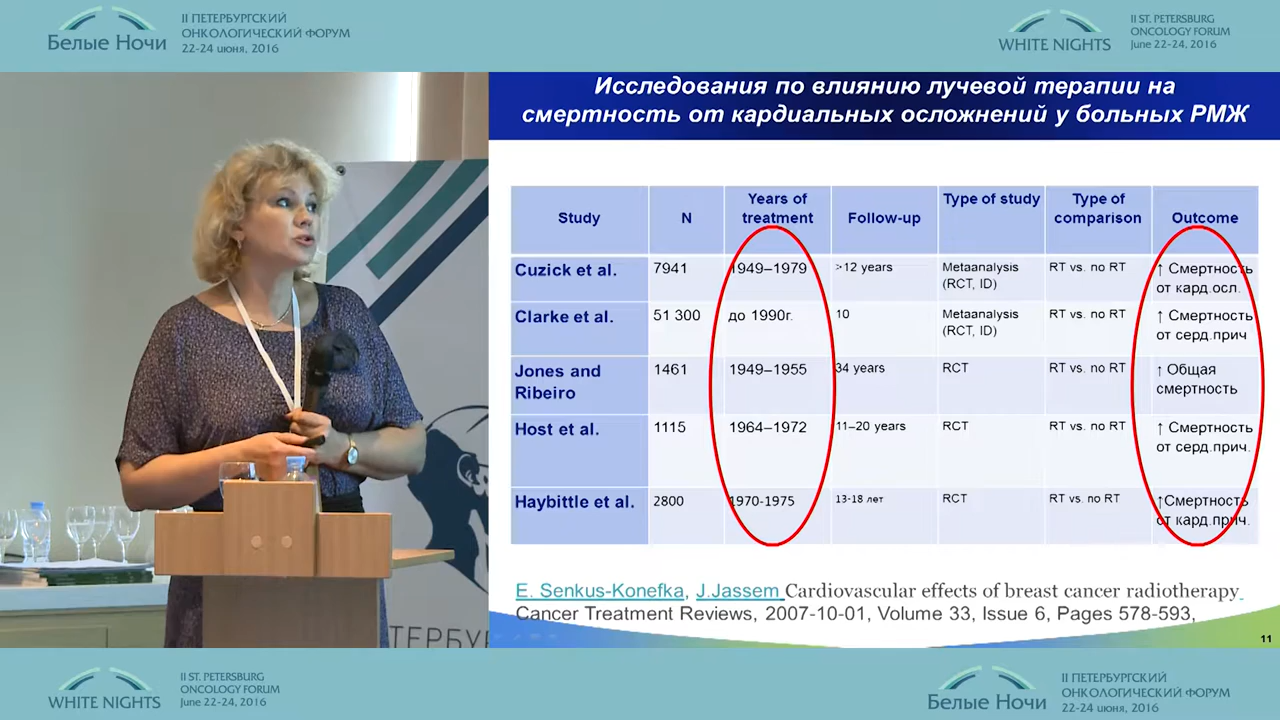 Белые Ночи
II ПЕТЕРБУРГСКИЙ
ОНКОЛОГИЧЕСКИЙ ФОРУМ
22-24 июня, 2016
WHITE NIGHTS
II ST. PETERSBURG
ONCOLOGY FORUM
June 22-24, 2016
Исследования по влиянию лучевой терапии на
смертность от кардиальных осложнений у больных РМЖ
Study N Years of treatment Follow-up Type of study Type of comparison Outcome
Cuzick et al. 7941 1949–1979 >12 years Metaanalysis (RCT, ID) RT vs. no RT ↑ Смертность от кард.осл.
Clarke et al. 51 300 до 1990г. 10 Metaanalysis (RCT, ID) RT vs. no RT ↑ Смертность от серд.прич
Jones and Ribeiro 1461 1949–1955 34 years RCT RT vs. no RT ↑ Общая смертность
Host et al. 1115 1964–1972 11–20 years RCT RT vs. no RT ↑ Смертность от серд.прич.
Haybittle et al. 2800 1970-1975 13-18 лет RCT RT vs. no RT ↑Смертность от кард.прич.
E. Senkus-Konefka, J.Jassem Cardiovascular effects of breast cancer radiotherapy
Cancer Treatment Reviews, 2007-10-01, Volume 33, Issue 6, Pages 578-593,
11
ТЕРБУР
WHITE NIGHTS
II ST. PETERSBURG
ONCOLOGY FORUM
June 22-24, 2016
Белые Ночи
II ПЕТЕРБУРГСКИЙ
ОНКОЛОГИЧЕСКИЙ ФОРУМ
22-24 июня, 2016